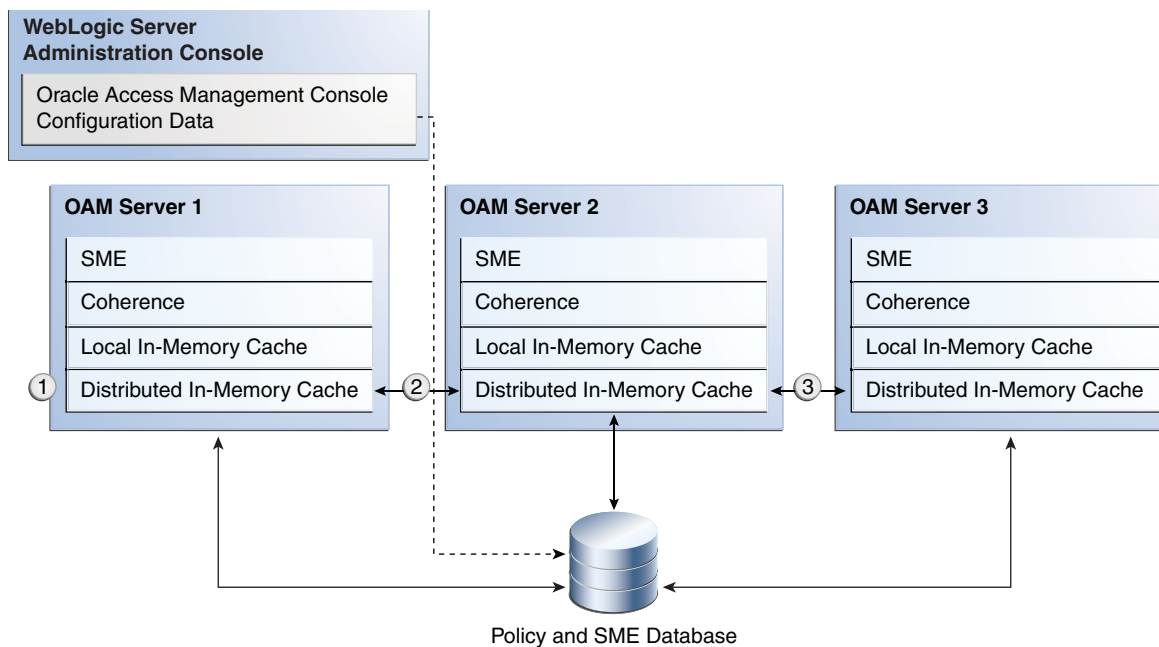 WebLogic Server
Administration Console
Oracle Access Management Console
Configuration Data
OAM Server 1
SME
Coherence
Local In-Memory Cache
1
Distributed In-Memory Cache
2
OAM Server 2
SME
Coherence
Local In-Memory Cache
Distributed In-Memory Cache
3
OAM Server 3
SME
Coherence
Local In-Memory Cache
Distributed In-Memory Cache
Policy and SME Database